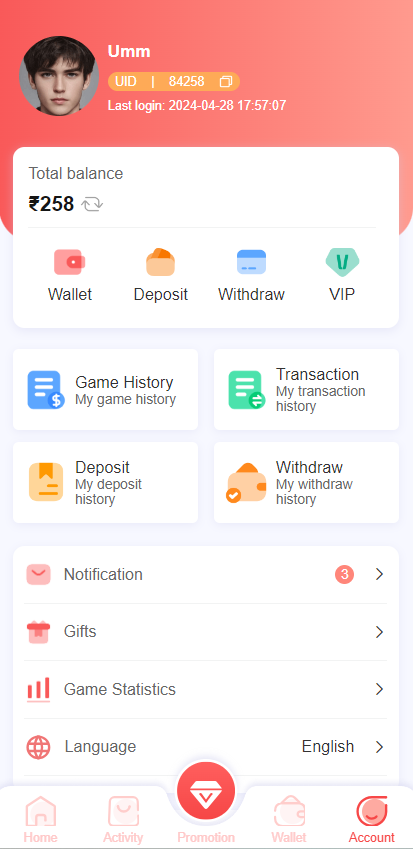 Umm
UID | 84258
Last login: 2024-04-28 17:57:07
Total balance
₹258
Wallet Deposit Withdraw VIP
Game History
My game history
Transaction
My transaction
history
Deposit
My deposit
history
Withdraw
My withdraw
history
Notification 3
Gifts
Game Statistics
Language English
Home Activity Promotion Wallet Account